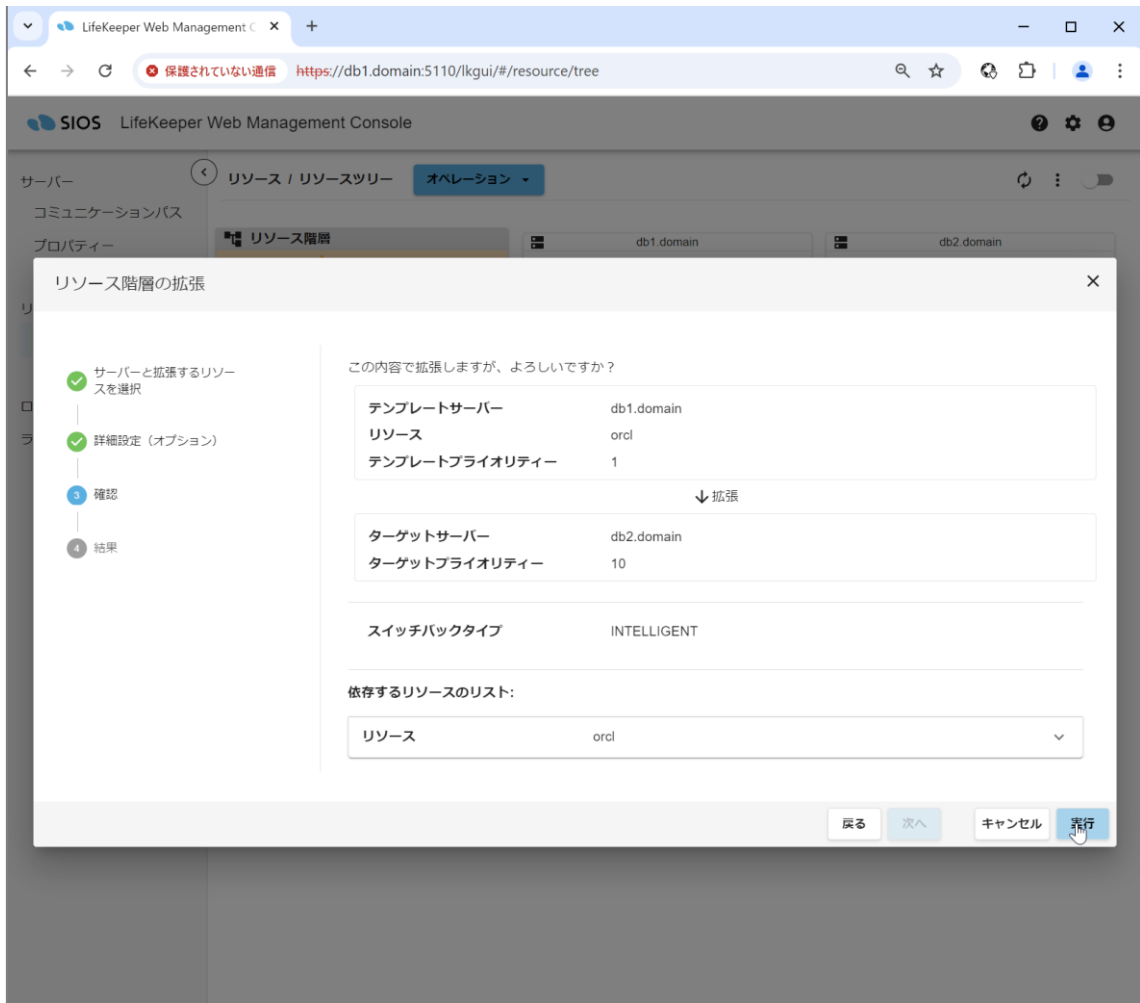 LifeKeeper Web Management C
保護されていない通信 https://db1.domain:5110/lkgui/#/resource/tree
SIOS LifeKeeper Web Management Console
サーバー
コミュニケーションパス
プロパティー
リソース / リソースツリー オペレーション
リソース階層 db1.domain db2.domain
リ
ロ
ラ
リソース階層の拡張
サーバーと拡張するリソー
スを選択
詳細設定（オプション）
3 確認
4 結果
この内容で拡張しますが、よろしいですか？
テンプレートサーバー db1.domain
リソース orcl
テンプレートプライオリティー 1
拡張
ターゲットサーバー db2.domain
ターゲットプライオリティー 10
スイッチバックタイプ INTELLIGENT
依存するリソースのリスト:
リソース orcl
戻る 次へ キャンセル 実行